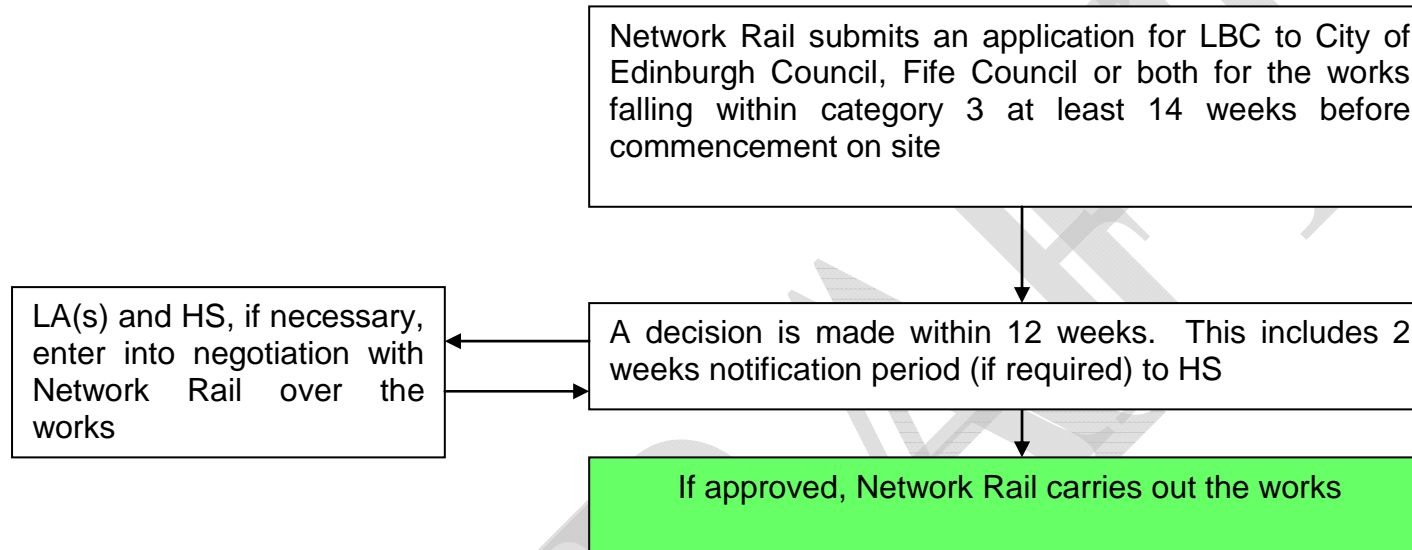 Network Rail submits an application for LBC to City of
Edinburgh Council, Fife Council or both for the works
falling within category 3 at least 14 weeks before
commencement on site
LA(s) and HS, if necessary,
enter into negotiation with
Network Rail over the
works
A decision is made within 12 weeks. This includes 2
weeks notification period (if required) to HS
If approved, Network Rail carries out the works